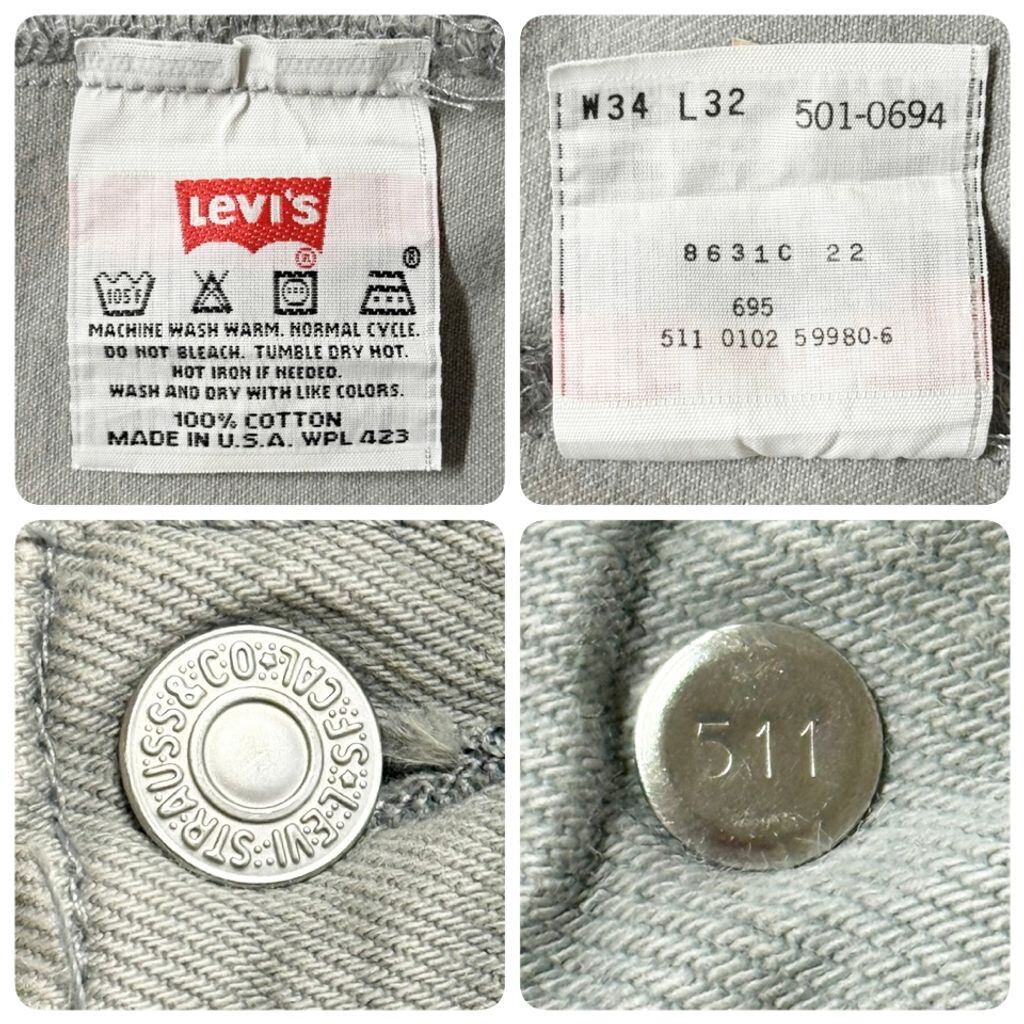 Levi's
®
®
105F
MACHINE WASH WARM. NORMAL CYCLE.
DO NOT BLEACH. TUMBLE DRY HOT.
HOT IRON IF NEEDED.
WASH AND DRY WITH LIKE COLORS.
100% COTTON
MADE IN U.S.A. WPL 423
W34 L32 501-0694
8631C 22
695
511 0102 59980-6
LEVI STRAUSS & CO S F CAL
511